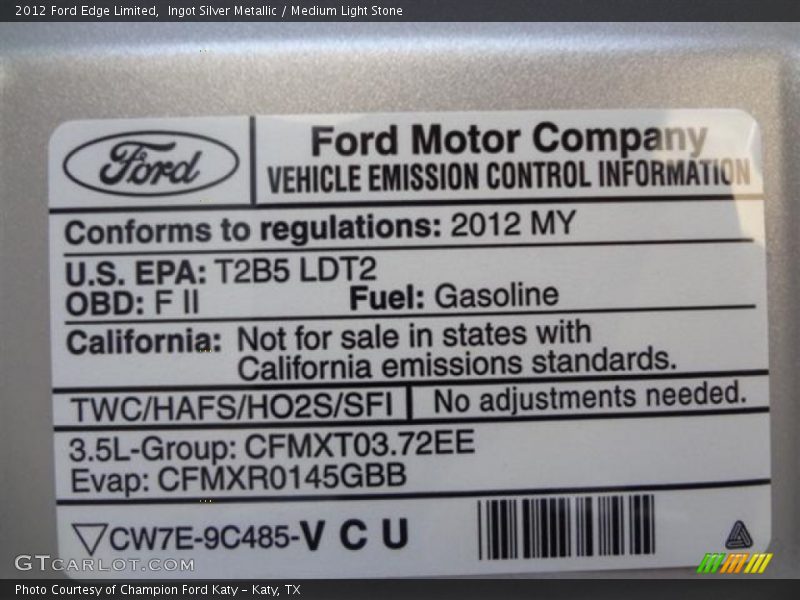 2012 Ford Edge Limited,  Ingot Silver Metallic / Medium Light Stone
Ford
Ford Motor Company
VEHICLE EMISSION CONTROL INFORMATION
Conforms to regulations: 2012 MY
U.S. EPA: T2B5 LDT2
OBD: F II Fuel: Gasoline
California: Not for sale in states with
California emissions standards.
TWC/HAFS/HO2S/SFI No adjustments needed.
3.5L-Group: CFMXT03.72EE
Evap: CFMXR0145GBB
CW7E-9C485-V C U
GTCARLOT.COM
Photo Courtesy of Champion Ford Katy - Katy, TX